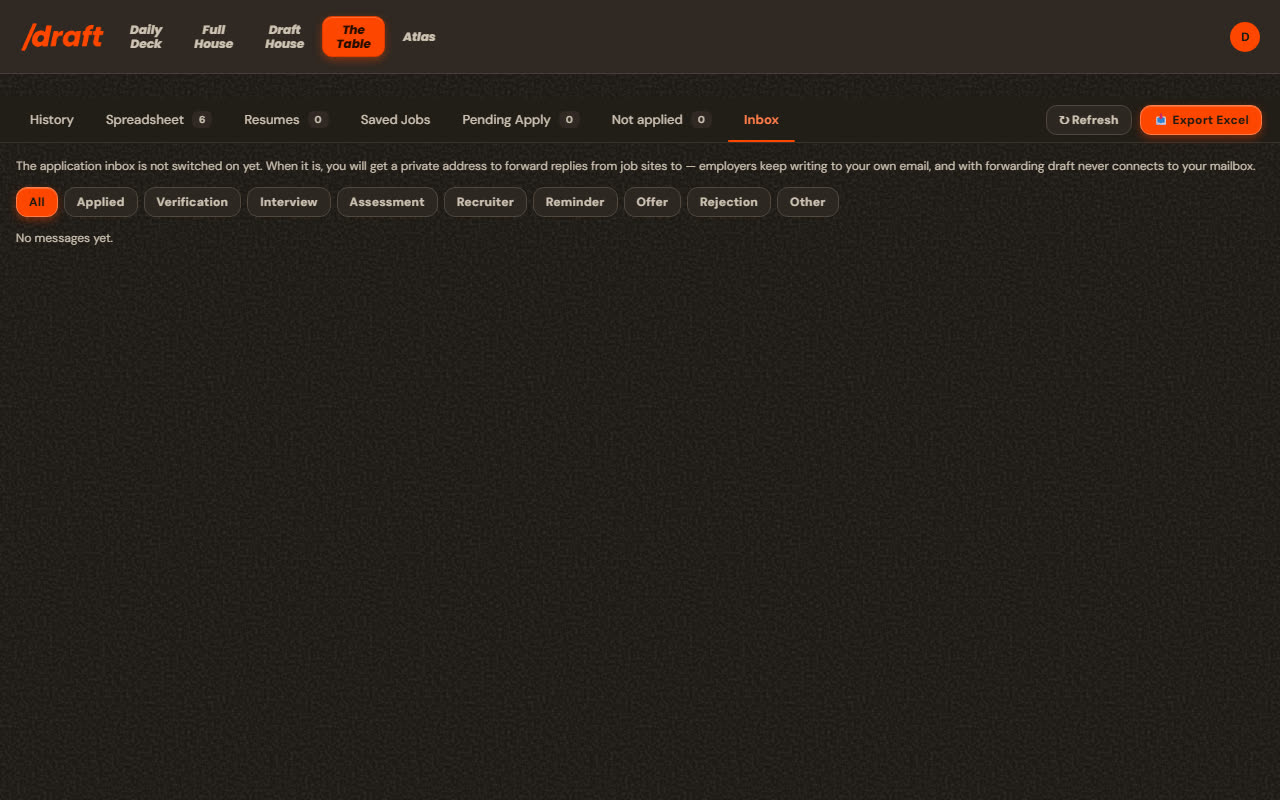 /draft
Daily Deck
Full House
Draft House
The Table
Atlas
D
History
Spreadsheet 6
Resumes 0
Saved Jobs
Pending Apply 0
Not applied 0
Inbox
↻ Refresh
📤 Export Excel
The application inbox is not switched on yet. When it is, you will get a private address to forward replies from job sites to — employers keep writing to your own email, and with forwarding draft never connects to your mailbox.
All
Applied
Verification
Interview
Assessment
Recruiter
Reminder
Offer
Rejection
Other
No messages yet.